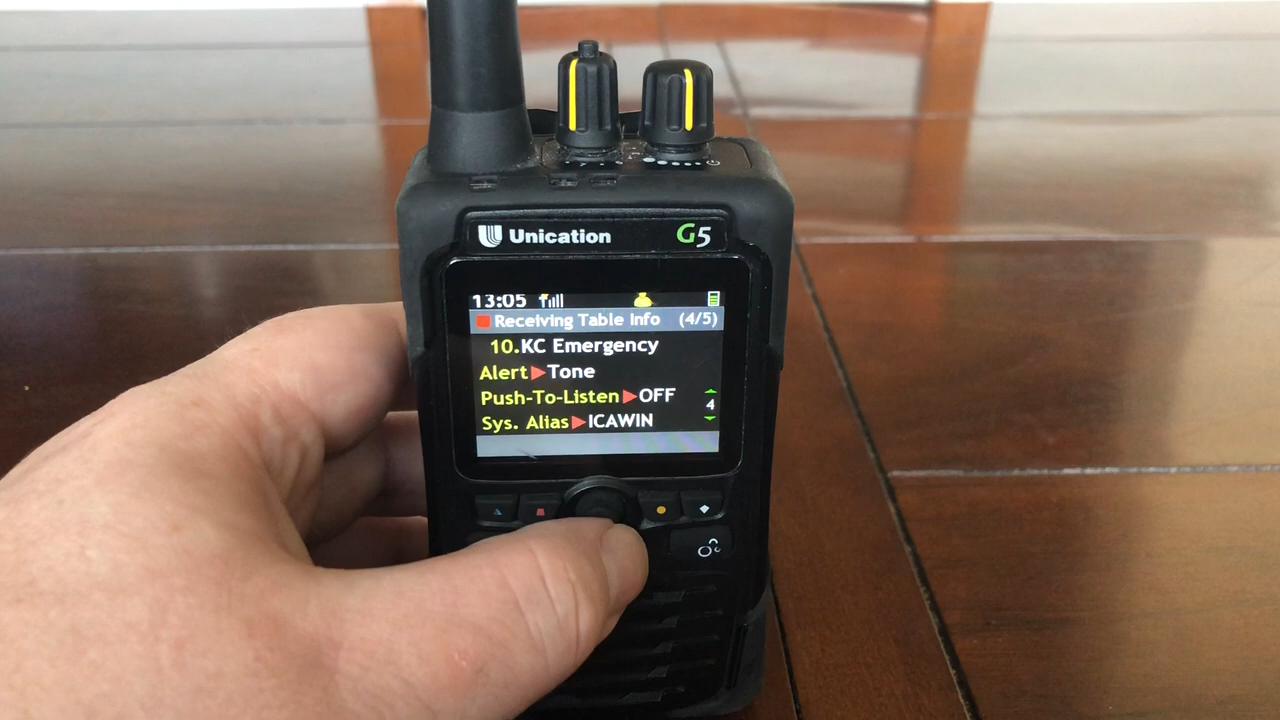 Unication G5
13:05
Receiving Table Info (4/5)
10.KC Emergency
Alert▶Tone
Push-To-Listen▶OFF
4
Sys. Alias▶ICAWIN